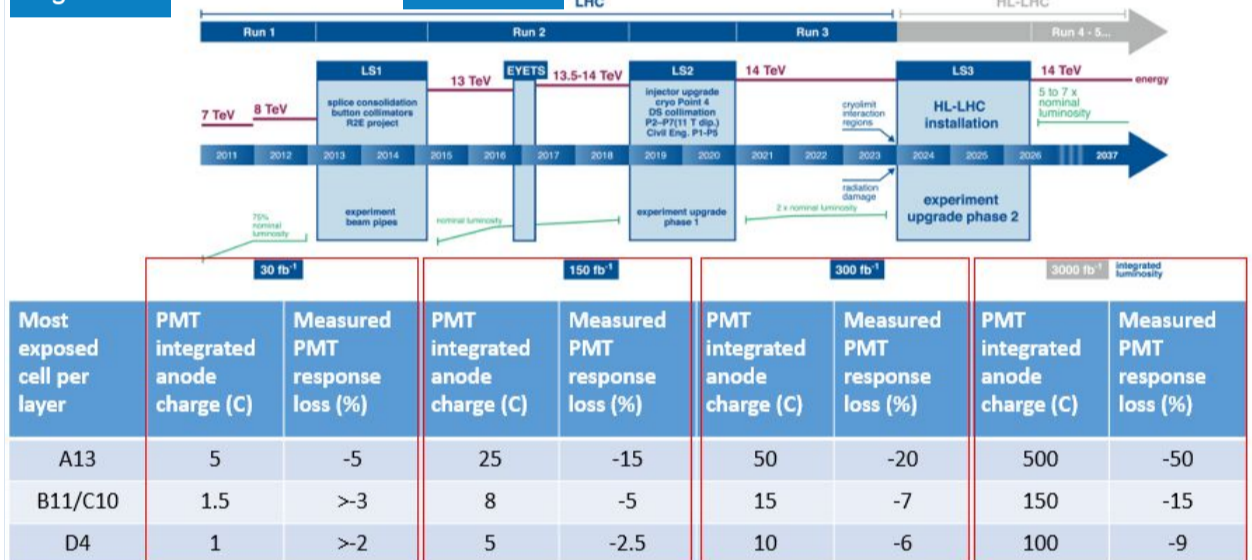 LHC
HL-LHC
Run 1
Run 2
Run 3
Run 4 - 5...
LS1
EYETS
LS2
LS3
13 TeV
13.5-14 TeV
14 TeV
14 TeV
energy
7 TeV
8 TeV
splice consolidation
button collimators
R2E project
injector upgrade
cryo Point 4
DS collimation
P2-P7(11 T dip.)
Civil Eng. P1-P5
cryolimit
interaction
regions
HL-LHC
installation
5 to 7 x
nominal
luminosity
2011 2012 2013 2014 2015 2016 2017 2018 2019 2020 2021 2022 2023 2024 2025 2026 2037
75%
nominal
luminosity
experiment
beam pipes
nominal luminosity
experiment upgrade
phase 1
2 x nominal luminosity
radiation
damage
experiment
upgrade phase 2
30 fb⁻¹
150 fb⁻¹
300 fb⁻¹
3000 fb⁻¹
integrated
luminosity
Most
exposed
cell per
layer
PMT
integrated
anode
charge (C)
Measured
PMT
response
loss (%)
PMT
integrated
anode
charge (C)
Measured
PMT
response
loss (%)
PMT
integrated
anode
charge (C)
Measured
PMT
response
loss (%)
PMT
integrated
anode
charge (C)
Measured
PMT
response
loss (%)
A13 5 -5 25 -15 50 -20 500 -50
B11/C10 1.5 >-3 8 -5 15 -7 150 -15
D4 1 >-2 5 -2.5 10 -6 100 -9